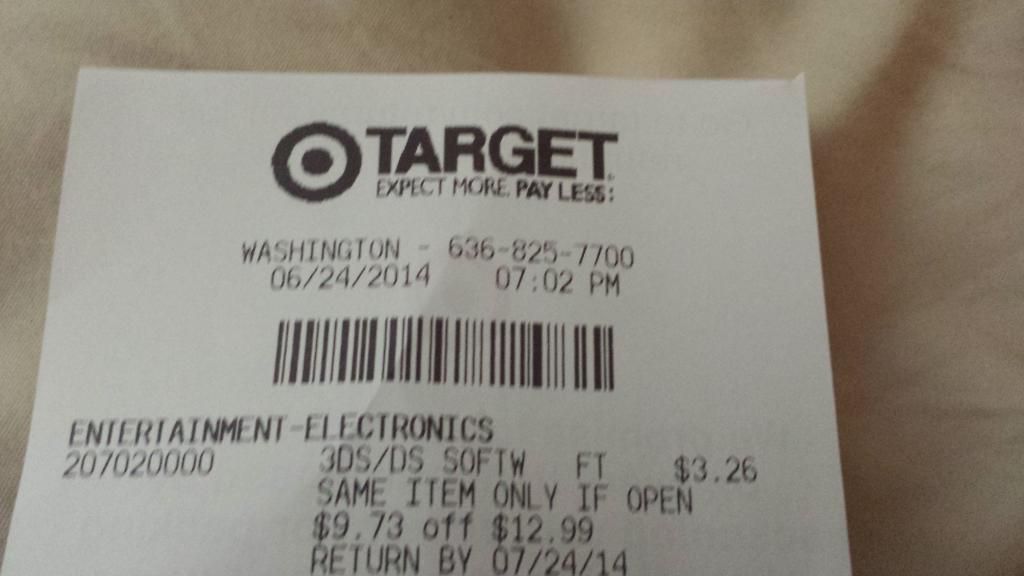 TARGET
EXPECT MORE. PAY LESS.
WASHINGTON - 636-825-7700
06/24/2014 07:02 PM
ENTERTAINMENT-ELECTRONICS
207020000 3DS/DS SOFTW FT $3.26
SAME ITEM ONLY IF OPEN
$9.73 off $12.99
RETURN BY 07/24/14